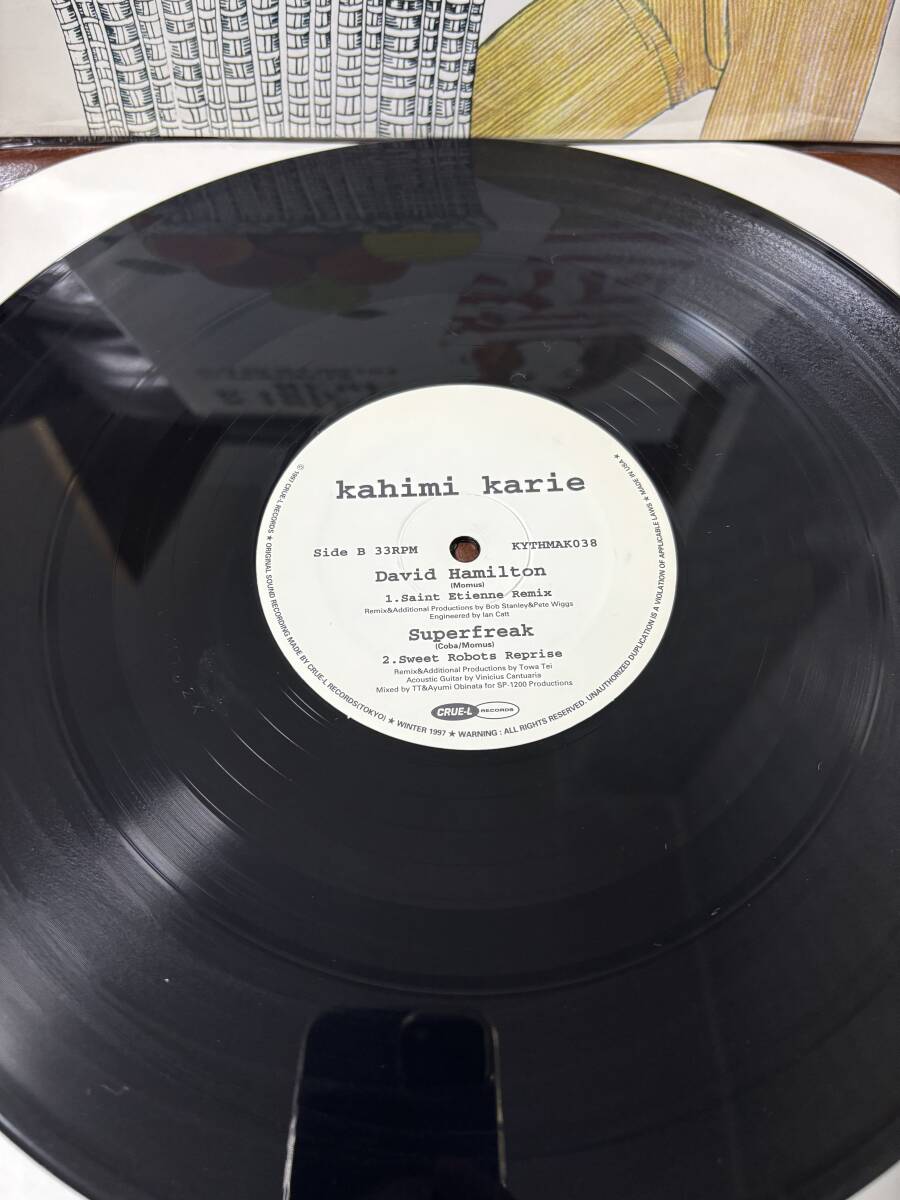 kahimi karie
Side B 33RPM
KYTHMAK038
David Hamilton
(Momus)
1.Saint Etienne Remix
Remix&Additional Productions by Bob Stanley&Pete Wiggs
Engineered by Ian Catt
Superfreak
(Coba/Momus)
2.Sweet Robots Reprise
Remix&Additional Productions by Towa Tei
Acoustic Guitar by Vinicius Cantuaria
Mixed by TT&Ayumi Obinata for SP-1200 Productions
CRUE-L RECORDS
℗ 1997 CRUE-L RECORDS ★ ORIGINAL SOUND RECORDING MADE BY CRUE-L RECORDS(TOKYO) ★ WINTER 1997 ★ WARNING : ALL RIGHTS RESERVED. UNAUTHORIZED DUPLICATION IS A VIOLATION OF APPLICABLE LAWS ★ MADE IN USA ★